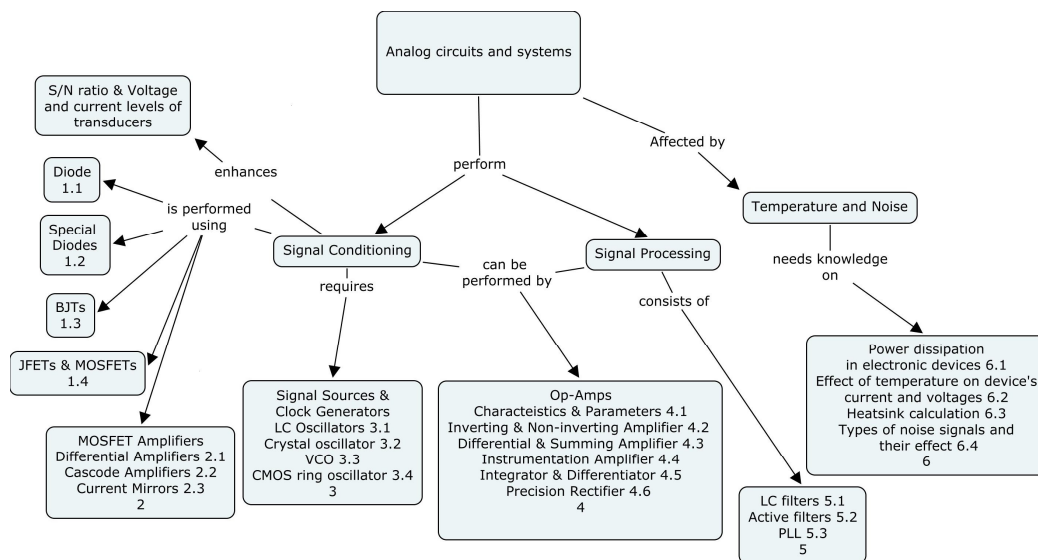 Analog circuits and systems
S/N ratio & Voltage
and current levels of
transducers
Affected by
perform
enhances
Diode
1.1
is performed
using
Special
Diodes
1.2
BJTs
1.3
JFETs & MOSFETs
1.4
MOSFET Amplifiers
Differential Amplifiers 2.1
Cascode Amplifiers 2.2
Current Mirrors 2.3
2
Signal Conditioning
requires
Signal Sources &
Clock Generators
LC Oscillators 3.1
Crystal oscillator 3.2
VCO 3.3
CMOS ring oscillator 3.4
3
can be
performed by
Op-Amps
Charateistics & Parameters 4.1
Inverting & Non-inverting Amplifier 4.2
Differential & Summing Amplifier 4.3
Instrumentation Amplifier 4.4
Integrator & Differentiator 4.5
Precision Rectifier 4.6
4
Signal Processing
consists of
LC filters 5.1
Active filters 5.2
PLL 5.3
5
Temperature and Noise
needs knowledge
on
Power dissipation
in electronic devices 6.1
Effect of temperature on device's
current and voltages 6.2
Heatsink calculation 6.3
Types of noise signals and
their effect 6.4
6